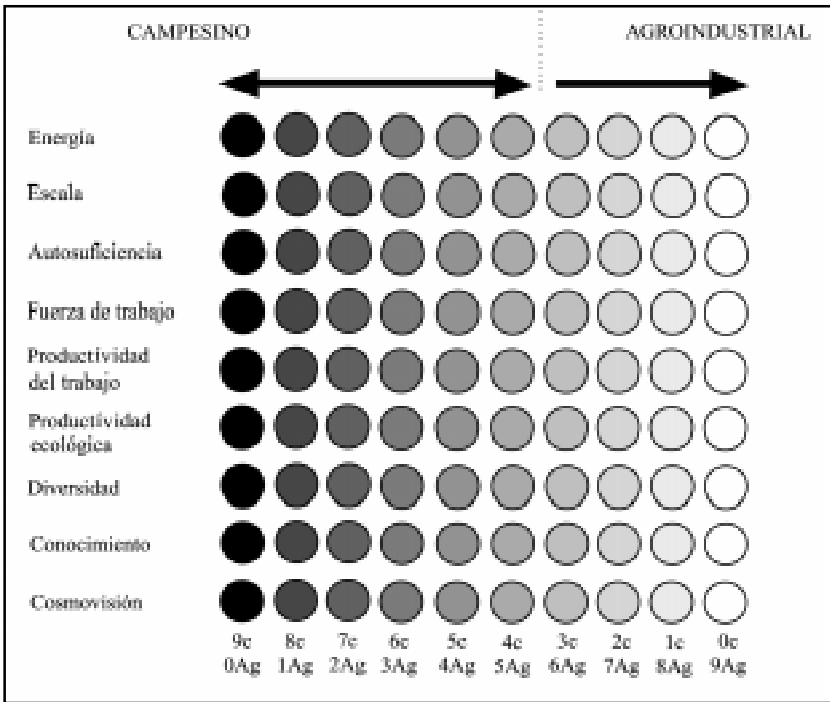 CAMPESINO AGROINDUSTRIAL
Energía
Escala
Autosuficiencia
Fuerza de trabajo
Productividad
del trabajo
Productividad
ecológica
Diversidad
Conocimiento
Cosmovisión
9c 8c 7c 6c 5c 4c 3c 2c 1c 0c
0Ag 1Ag 2Ag 3Ag 4Ag 5Ag 6Ag 7Ag 8Ag 9Ag